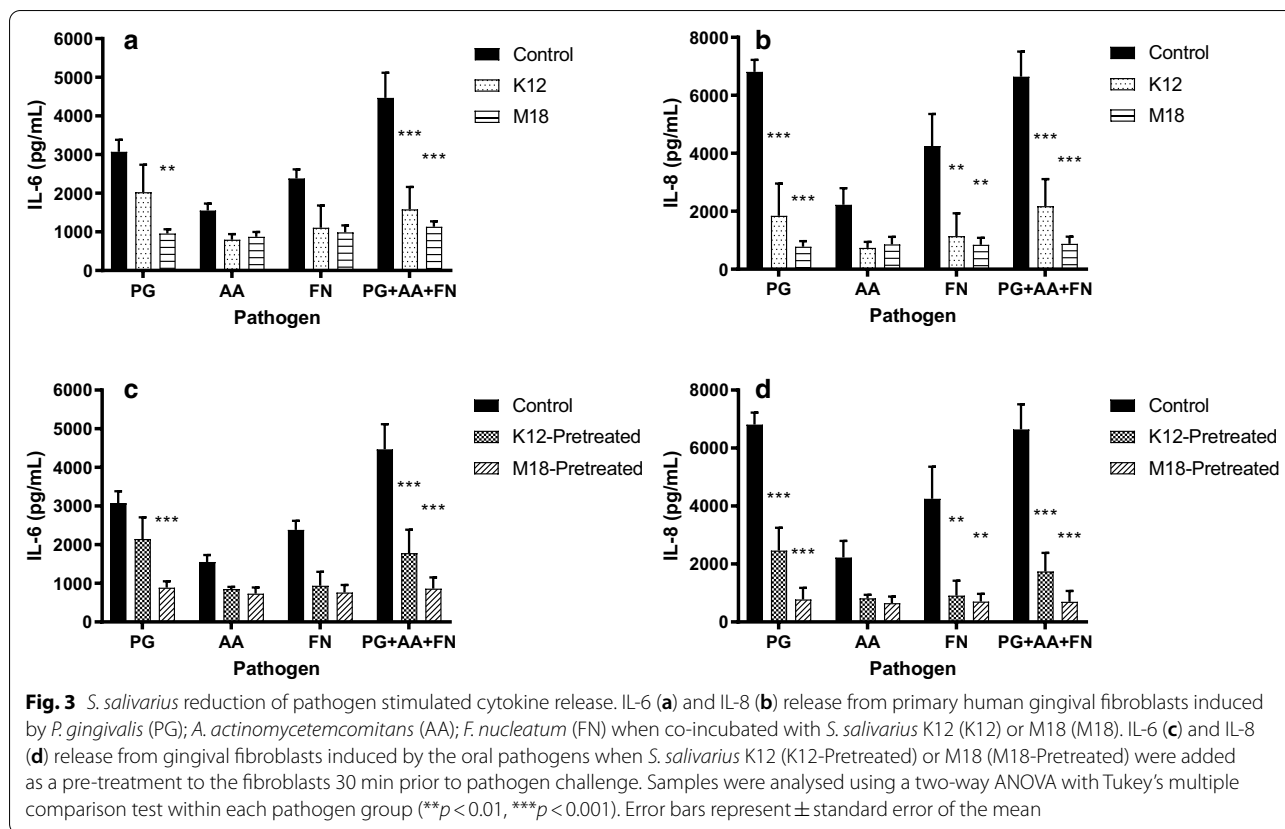 a
6000
5000
4000
3000
2000
1000
0
IL-6 (pg/mL)
**
***
***
PG
AA
FN
PG+AA+FN
Pathogen
Control
K12
M18
b
8000
6000
4000
2000
0
IL-8 (pg/mL)
***
***
**
**
***
***
PG
AA
FN
PG+AA+FN
Pathogen
Control
K12
M18
c
6000
5000
4000
3000
2000
1000
0
IL-6 (pg/mL)
***
***
***
PG
AA
FN
PG+AA+FN
Pathogen
Control
K12-Pretreated
M18-Pretreated
d
8000
6000
4000
2000
0
IL-8 (pg/mL)
***
***
**
**
***
***
PG
AA
FN
PG+AA+FN
Pathogen
Control
K12-Pretreated
M18-Pretreated
Fig. 3 S. salivarius reduction of pathogen stimulated cytokine release. IL-6 (a) and IL-8 (b) release from primary human gingival fibroblasts induced
by P. gingivalis (PG); A. actinomycetemcomitans (AA); F. nucleatum (FN) when co-incubated with S. salivarius K12 (K12) or M18 (M18). IL-6 (c) and IL-8
(d) release from gingival fibroblasts induced by the oral pathogens when S. salivarius K12 (K12-Pretreated) or M18 (M18-Pretreated) were added
as a pre-treatment to the fibroblasts 30 min prior to pathogen challenge. Samples were analysed using a two-way ANOVA with Tukey's multiple
comparison test within each pathogen group (**p < 0.01, ***p < 0.001). Error bars represent ± standard error of the mean